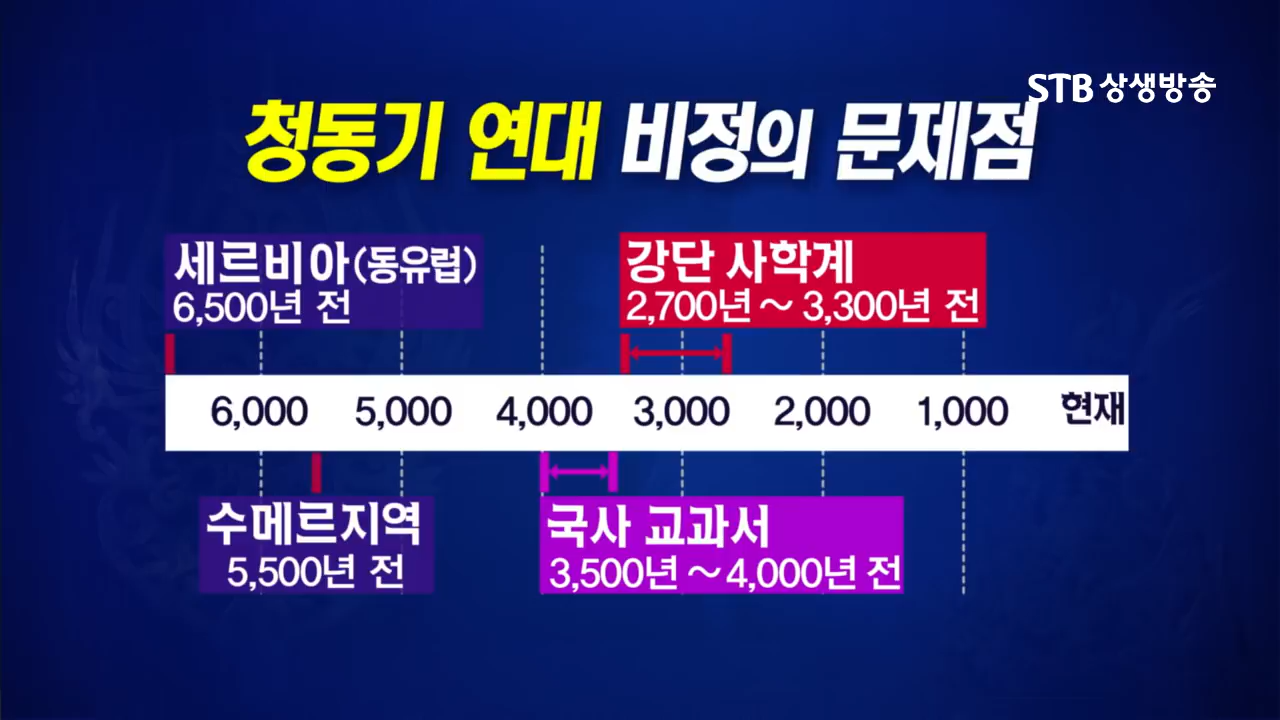 STB 상생방송
청동기 연대 비정의 문제점
세르비아(동유럽)
6,500년 전
강단 사학계
2,700년 ~ 3,300년 전
6,000 5,000 4,000 3,000 2,000 1,000 현재
수메르지역
5,500년 전
국사 교과서
3,500년 ~ 4,000년 전